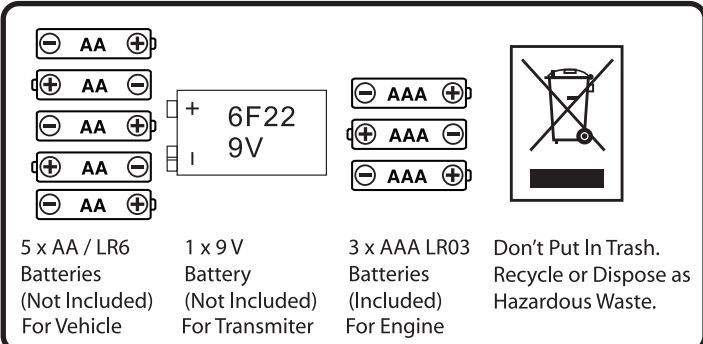 AA
AA
AA
AA
AA
6F22
9V
AAA
AAA
AAA
5 x AA / LR6
Batteries
(Not Included)
For Vehicle
1 x 9 V
Battery
(Not Included)
For Transmiter
3 x AAA LR03
Batteries
(Included)
For Engine
Don't Put In Trash.
Recycle or Dispose as
Hazardous Waste.